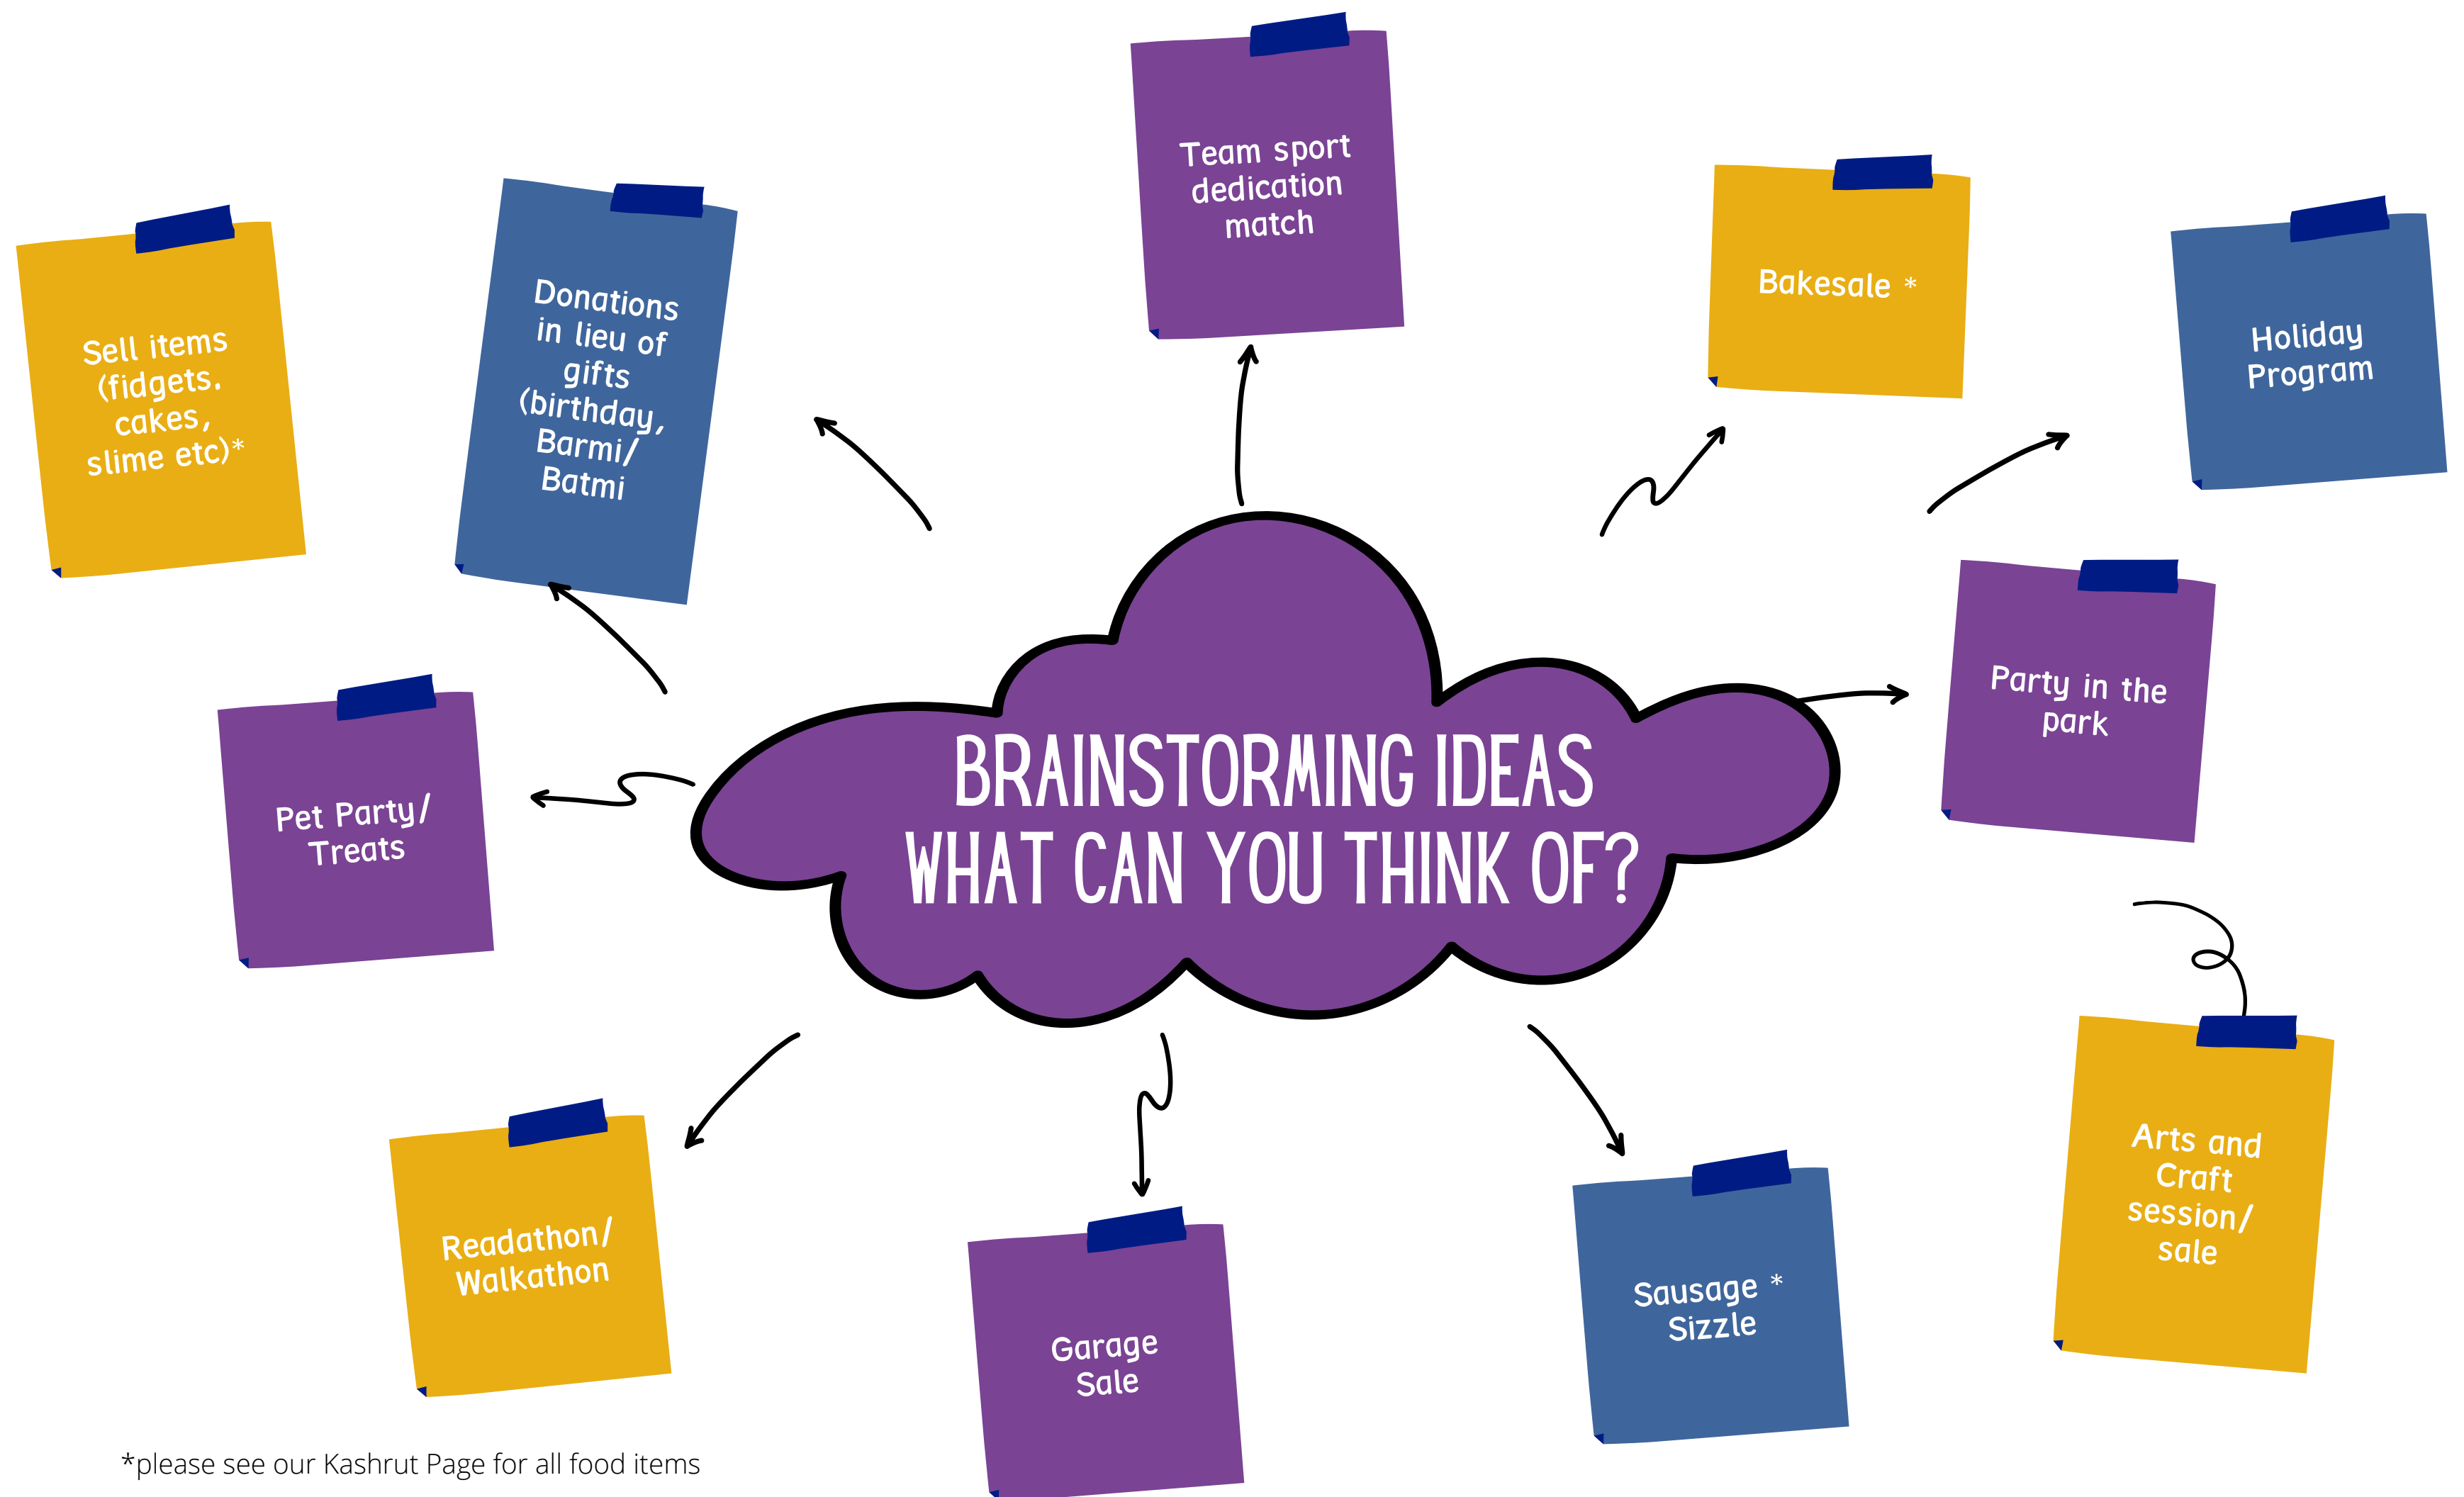 Team sport
dedication
match
Bakesale *
Holiday
Program
Sell items
(fidgets.
cakes,
slime etc)*
Donations
in lieu of
gifts
(birthday,
Barmi/
Batmi
Party in the
park
BRAINSTORMING IDEAS
WHAT CAN YOU THINK OF?
Pet Party/
Treats
Arts and
Craft
session/
sale
Readathon/
Walkathon
Garage
Sale
Sausage *
Sizzle
*please see our Kashrut Page for all food items